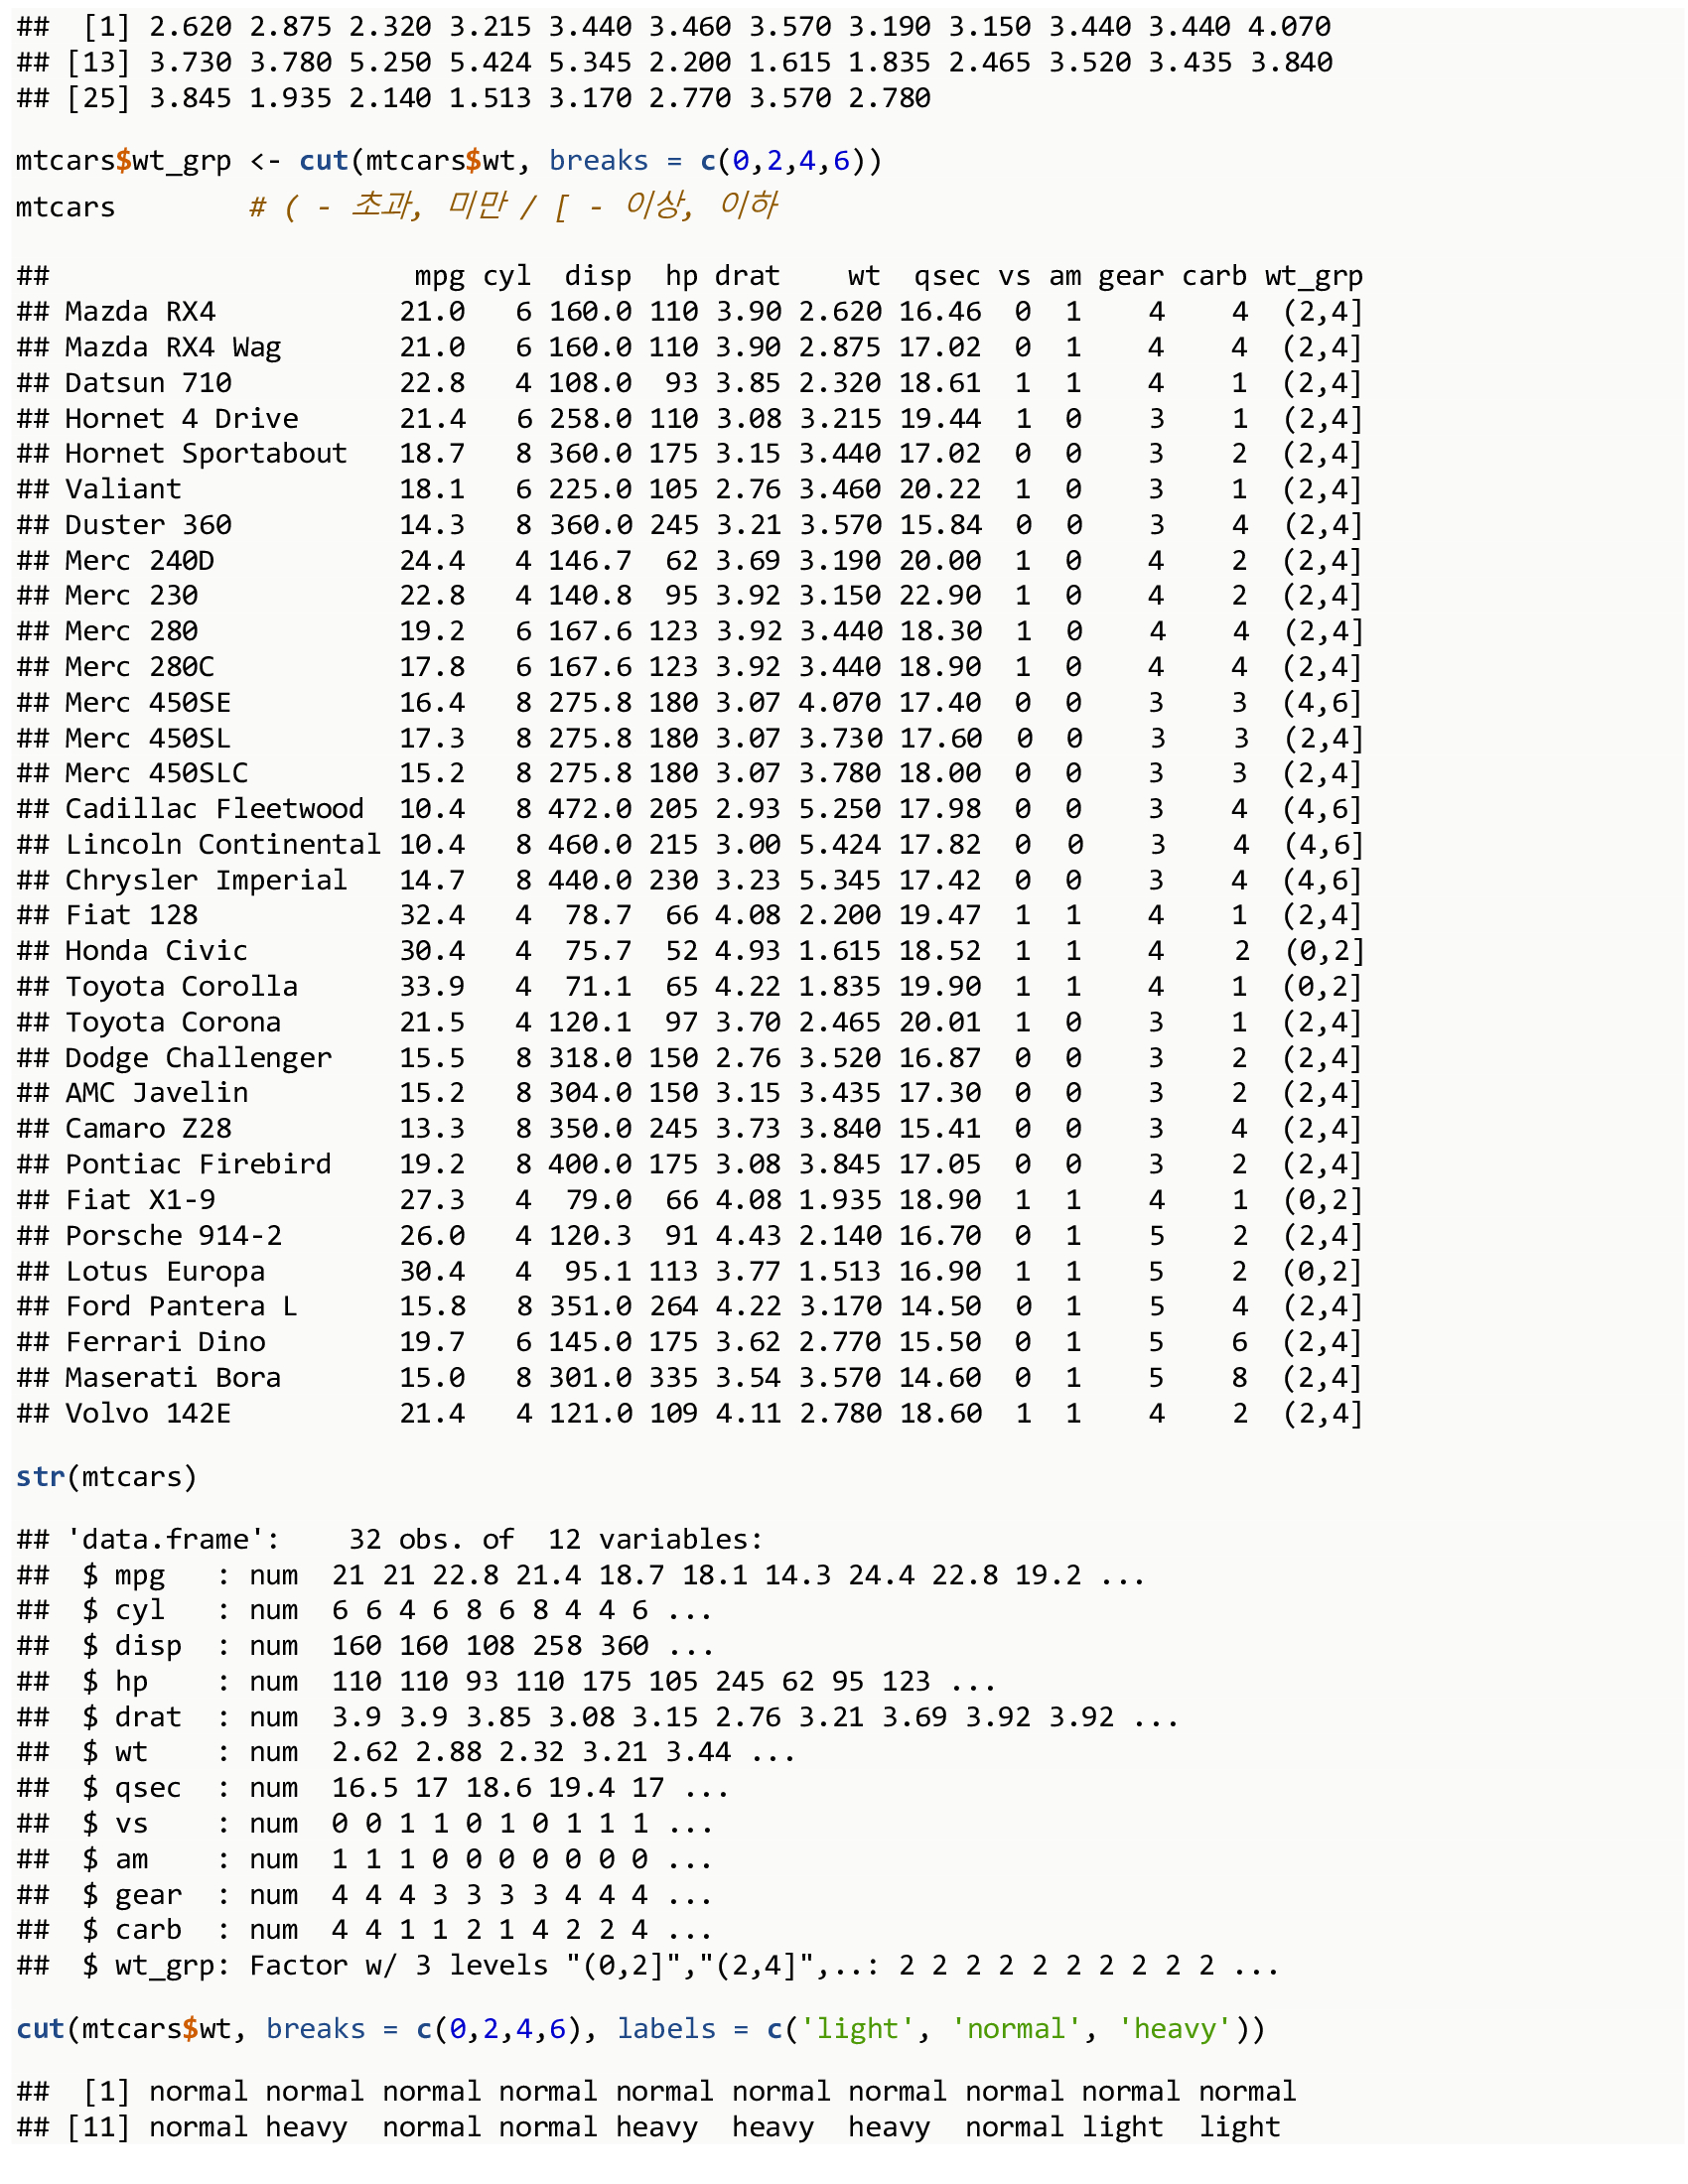 ##  [1] 2.620 2.875 2.320 3.215 3.440 3.460 3.570 3.190 3.150 3.440 3.440 4.070
## [13] 3.730 3.780 5.250 5.424 5.345 2.200 1.615 1.835 2.465 3.520 3.435 3.840
## [25] 3.845 1.935 2.140 1.513 3.170 2.770 3.570 2.780
mtcars$wt_grp <- cut(mtcars$wt, breaks = c(0,2,4,6))
mtcars        # ( - 초과, 미만 / [ - 이상, 이하
##                      mpg cyl  disp  hp drat    wt  qsec vs am gear carb wt_grp
## Mazda RX4           21.0   6 160.0 110 3.90 2.620 16.46  0  1    4    4  (2,4]
## Mazda RX4 Wag       21.0   6 160.0 110 3.90 2.875 17.02  0  1    4    4  (2,4]
## Datsun 710          22.8   4 108.0  93 3.85 2.320 18.61  1  1    4    1  (2,4]
## Hornet 4 Drive      21.4   6 258.0 110 3.08 3.215 19.44  1  0    3    1  (2,4]
## Hornet Sportabout   18.7   8 360.0 175 3.15 3.440 17.02  0  0    3    2  (2,4]
## Valiant             18.1   6 225.0 105 2.76 3.460 20.22  1  0    3    1  (2,4]
## Duster 360          14.3   8 360.0 245 3.21 3.570 15.84  0  0    3    4  (2,4]
## Merc 240D           24.4   4 146.7  62 3.69 3.190 20.00  1  0    4    2  (2,4]
## Merc 230            22.8   4 140.8  95 3.92 3.150 22.90  1  0    4    2  (2,4]
## Merc 280            19.2   6 167.6 123 3.92 3.440 18.30  1  0    4    4  (2,4]
## Merc 280C           17.8   6 167.6 123 3.92 3.440 18.90  1  0    4    4  (2,4]
## Merc 450SE          16.4   8 275.8 180 3.07 4.070 17.40  0  0    3    3  (4,6]
## Merc 450SL          17.3   8 275.8 180 3.07 3.730 17.60  0  0    3    3  (2,4]
## Merc 450SLC         15.2   8 275.8 180 3.07 3.780 18.00  0  0    3    3  (2,4]
## Cadillac Fleetwood  10.4   8 472.0 205 2.93 5.250 17.98  0  0    3    4  (4,6]
## Lincoln Continental 10.4   8 460.0 215 3.00 5.424 17.82  0  0    3    4  (4,6]
## Chrysler Imperial   14.7   8 440.0 230 3.23 5.345 17.42  0  0    3    4  (4,6]
## Fiat 128            32.4   4  78.7  66 4.08 2.200 19.47  1  1    4    1  (2,4]
## Honda Civic         30.4   4  75.7  52 4.93 1.615 18.52  1  1    4    2  (0,2]
## Toyota Corolla      33.9   4  71.1  65 4.22 1.835 19.90  1  1    4    1  (0,2]
## Toyota Corona       21.5   4 120.1  97 3.70 2.465 20.01  1  0    3    1  (2,4]
## Dodge Challenger    15.5   8 318.0 150 2.76 3.520 16.87  0  0    3    2  (2,4]
## AMC Javelin         15.2   8 304.0 150 3.15 3.435 17.30  0  0    3    2  (2,4]
## Camaro Z28          13.3   8 350.0 245 3.73 3.840 15.41  0  0    3    4  (2,4]
## Pontiac Firebird    19.2   8 400.0 175 3.08 3.845 17.05  0  0    3    2  (2,4]
## Fiat X1-9           27.3   4  79.0  66 4.08 1.935 18.90  1  1    4    1  (0,2]
## Porsche 914-2       26.0   4 120.3  91 4.43 2.140 16.70  0  1    5    2  (2,4]
## Lotus Europa        30.4   4  95.1 113 3.77 1.513 16.90  1  1    5    2  (0,2]
## Ford Pantera L      15.8   8 351.0 264 4.22 3.170 14.50  0  1    5    4  (2,4]
## Ferrari Dino        19.7   6 145.0 175 3.62 2.770 15.50  0  1    5    6  (2,4]
## Maserati Bora       15.0   8 301.0 335 3.54 3.570 14.60  0  1    5    8  (2,4]
## Volvo 142E          21.4   4 121.0 109 4.11 2.780 18.60  1  1    4    2  (2,4]
str(mtcars)
## 'data.frame':    32 obs. of  12 variables:
##  $ mpg   : num  21 21 22.8 21.4 18.7 18.1 14.3 24.4 22.8 19.2 ...
##  $ cyl   : num  6 6 4 6 8 6 8 4 4 6 ...
##  $ disp  : num  160 160 108 258 360 ...
##  $ hp    : num  110 110 93 110 175 105 245 62 95 123 ...
##  $ drat  : num  3.9 3.9 3.85 3.08 3.15 2.76 3.21 3.69 3.92 3.92 ...
##  $ wt    : num  2.62 2.88 2.32 3.21 3.44 ...
##  $ qsec  : num  16.5 17 18.6 19.4 17 ...
##  $ vs    : num  0 0 1 1 0 1 0 1 1 1 ...
##  $ am    : num  1 1 1 0 0 0 0 0 0 0 ...
##  $ gear  : num  4 4 4 3 3 3 3 4 4 4 ...
##  $ carb  : num  4 4 1 1 2 1 4 2 2 4 ...
##  $ wt_grp: Factor w/ 3 levels "(0,2]","(2,4]",..: 2 2 2 2 2 2 2 2 2 2 ...
cut(mtcars$wt, breaks = c(0,2,4,6), labels = c('light', 'normal', 'heavy'))
##  [1] normal normal normal normal normal normal normal normal normal normal
## [11] normal heavy  normal normal heavy  heavy  heavy  normal light  light